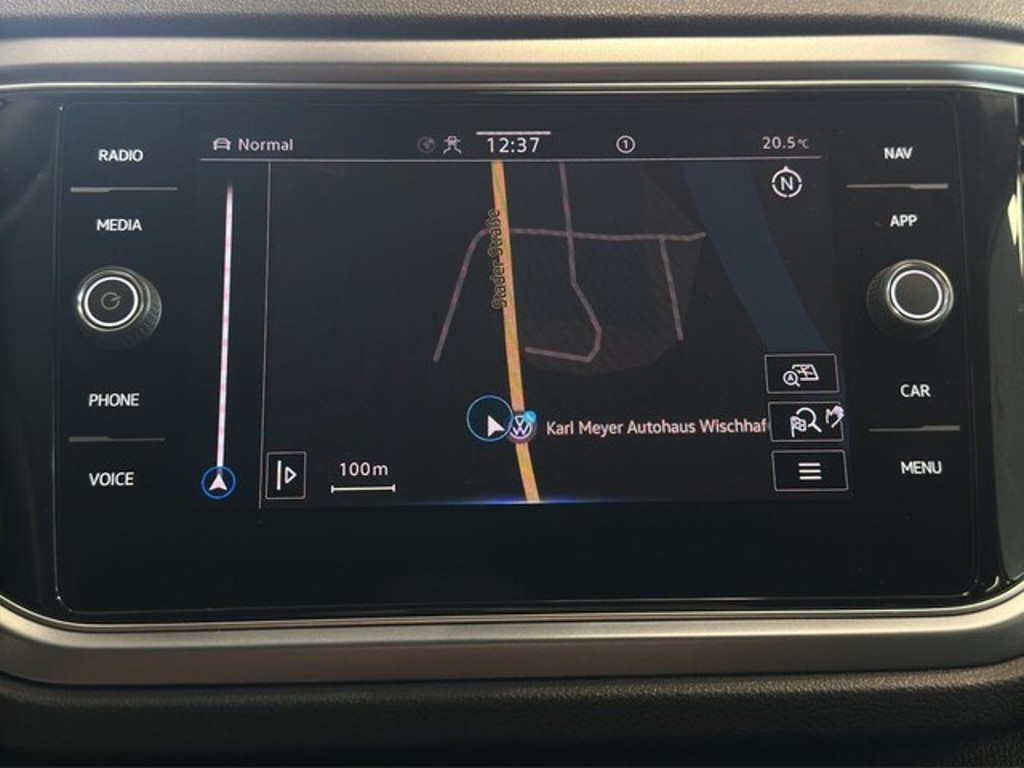 RADIO
MEDIA
PHONE
VOICE
Normal
12:37
1
20.5°C
N
Stader Straße
Karl Meyer Autohaus Wischhaf
100m
NAV
APP
CAR
MENU